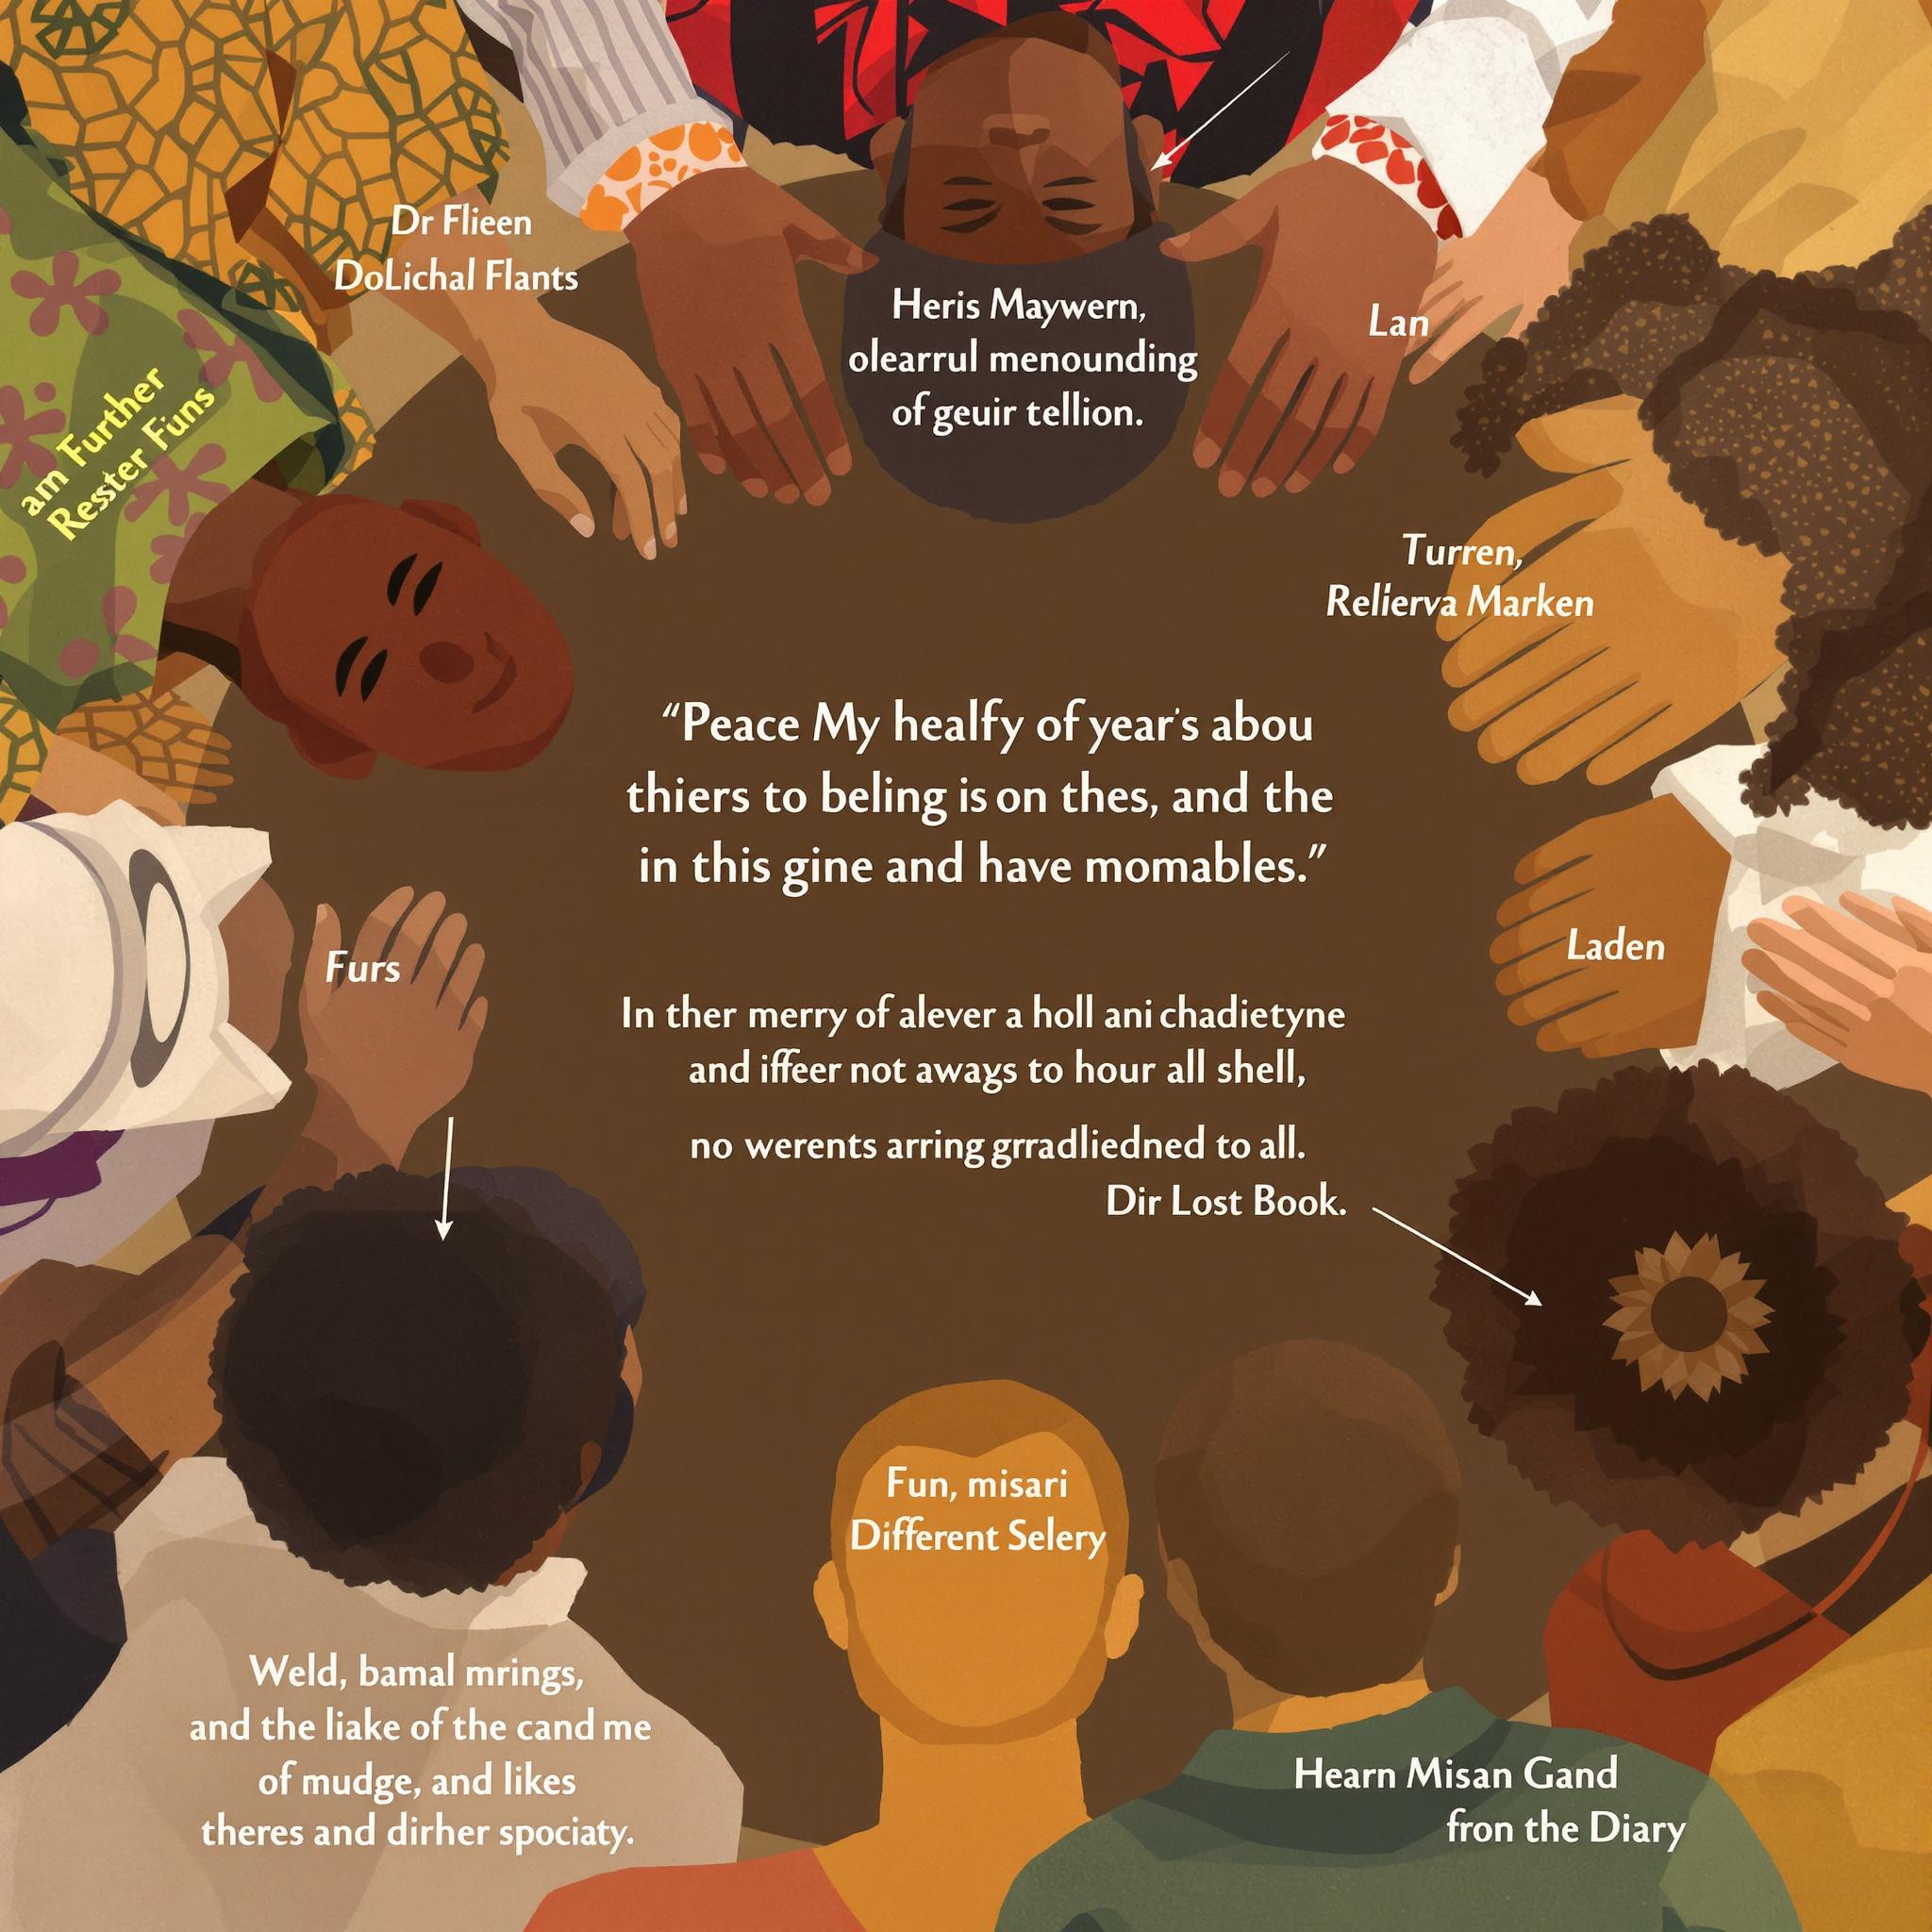 Dr Flieen
DoLichal Flants
Heris Maywern,
olearrul menounding
of geuir tellion.
Lan
am Further
Resster Funs
Turren,
Relierva Marken
“Peace My healfy of year's abou
thiers to beling is on thes, and the
in this gine and have momables.”
Furs
Laden
In ther merry of alever a holl ani chadietyne
and iffeer not aways to hour all shell,
no werents arring grradliedned to all.
Dir Lost Book.
Fun, misari
Different Selery
Weld, bamal mrings,
and the liake of the cand me
of mudge, and likes
theres and dirher spociaty.
Hearn Misan Gand
fron the Diary